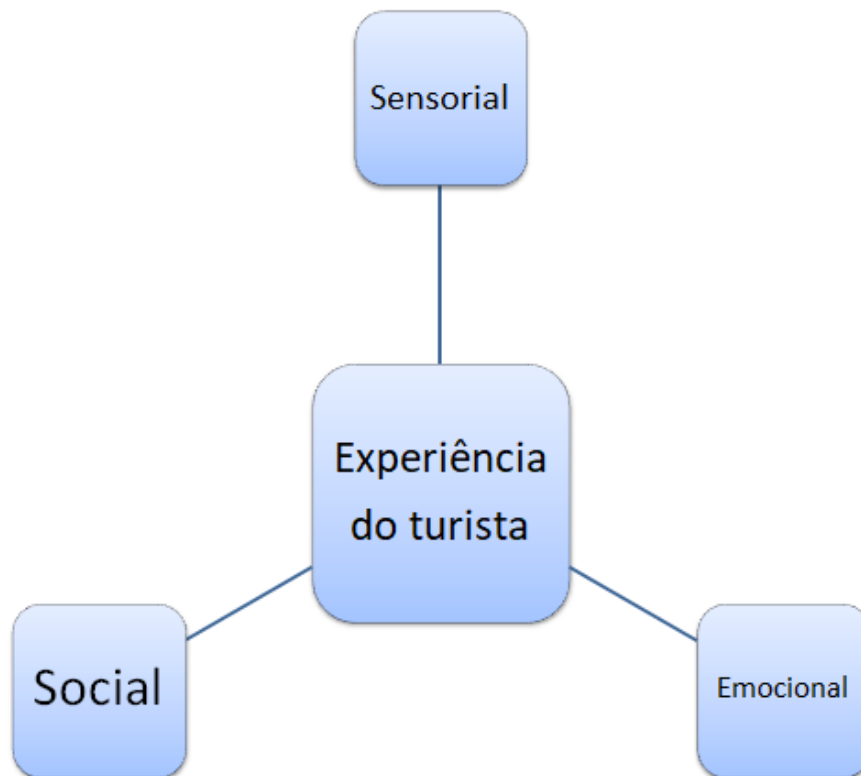 Sensorial
Experiência
do turista
Social
Emocional